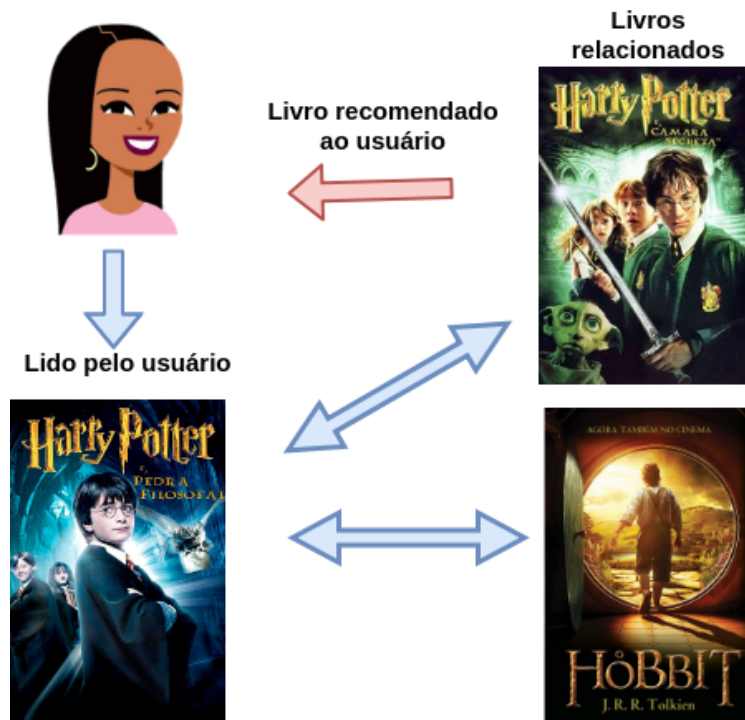 Livros
relacionados
Livro recomendado
ao usuário
Harry Potter
E A
CÂMARA
SECRETA
Lido pelo usuário
Harry Potter
E A
PEDRA
FILOSOFAL
AGORA TAMBÉM NO CINEMA
HOBBIT
J. R. R. Tolkien